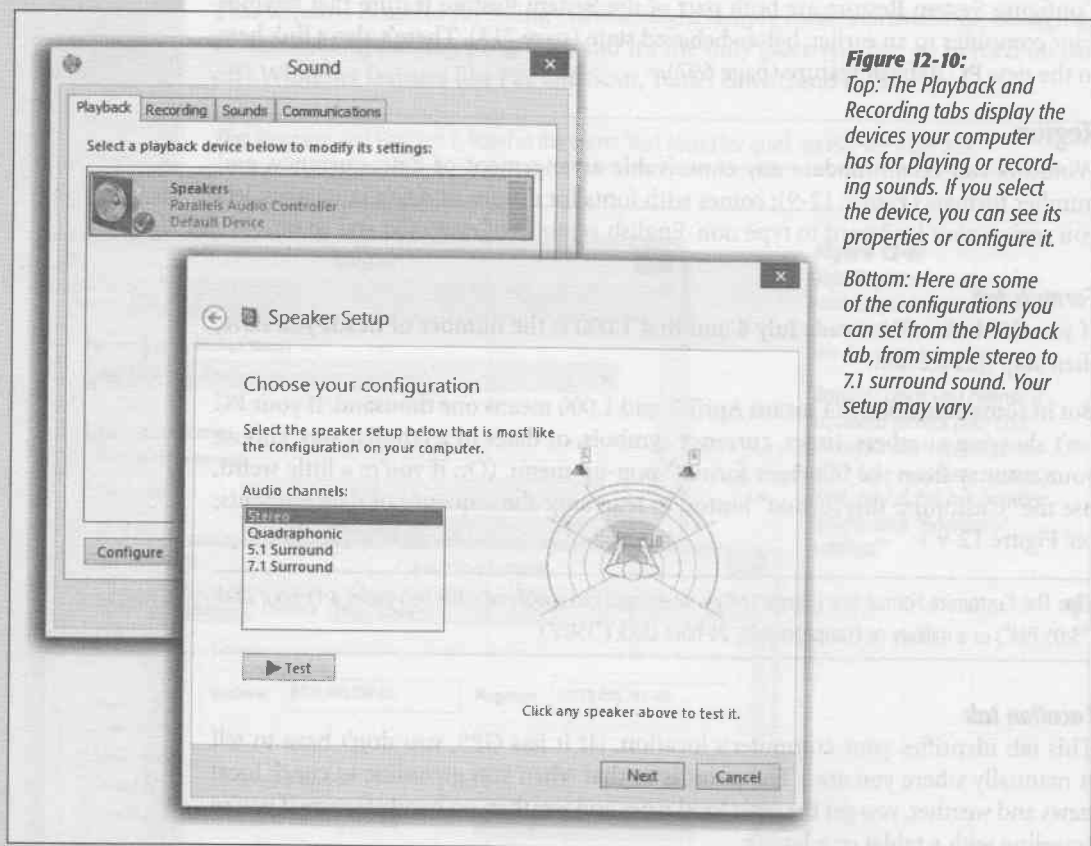 Sound
Playback Recording Sounds Communications
Select a playback device below to modify its settings:
Speakers
Parallels Audio Controller
Default Device
Configure
Speaker Setup
Choose your configuration
Select the speaker setup below that is most like
the configuration on your computer.
Audio channels:
Stereo
Quadraphonic
5.1 Surround
7.1 Surround
Test
Click any speaker above to test it.
Next Cancel
Figure 12-10:
Top: The Playback and
Recording tabs display the
devices your computer
has for playing or record-
ing sounds. If you select
the device, you can see its
properties or configure it.
Bottom: Here are some
of the configurations you
can set from the Playback
tab, from simple stereo to
7.1 surround sound. Your
setup may vary.